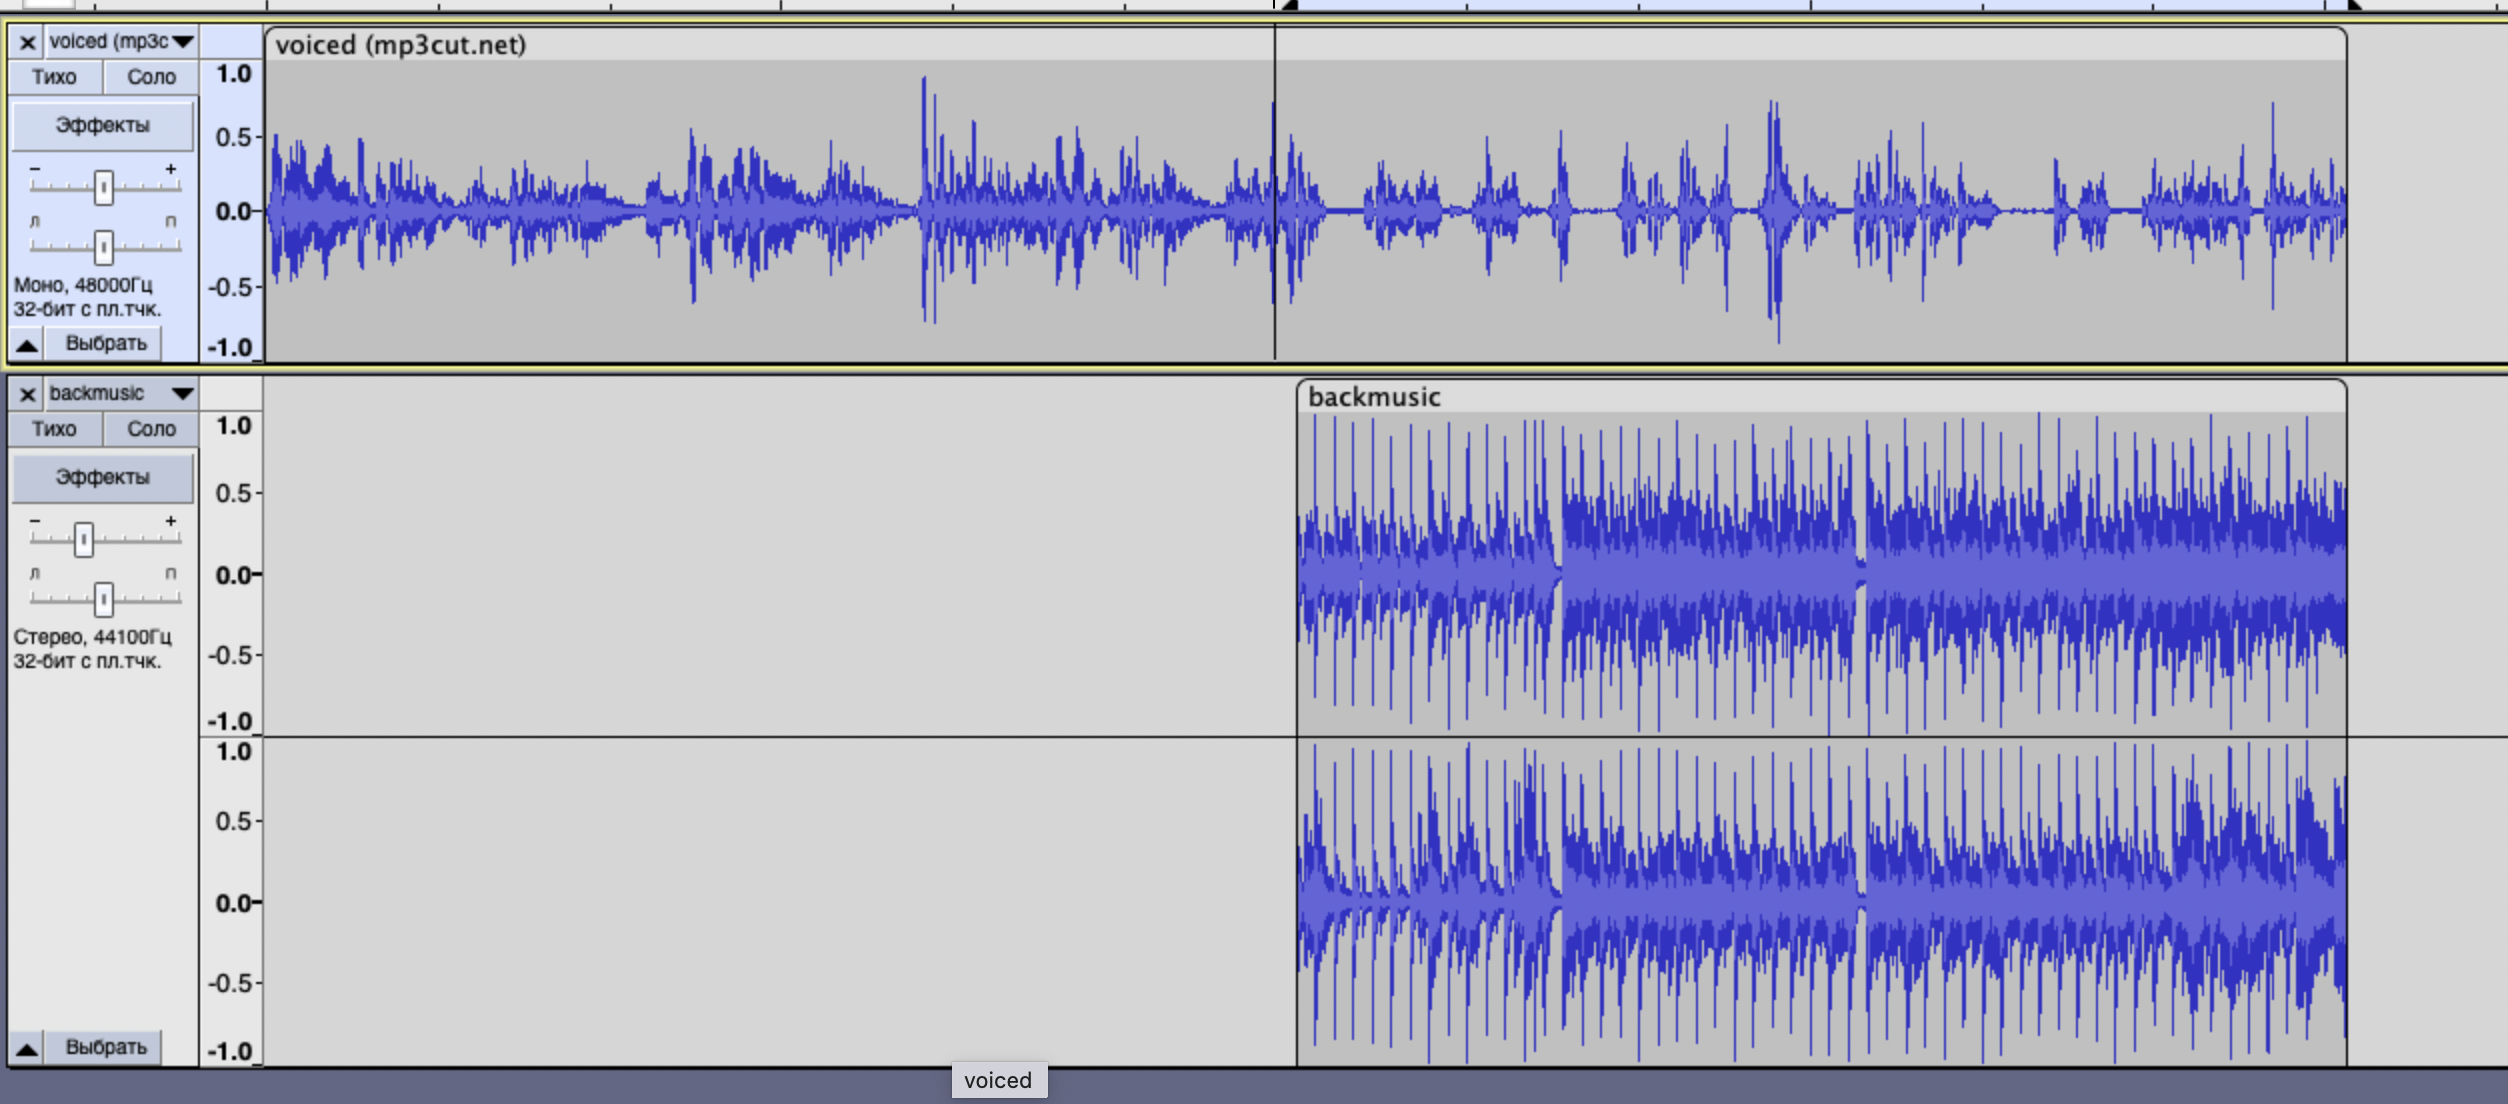 voiced (mp3c
voiced (mp3cut.net)
Тихо
Соло
Эффекты
-
+
Л
П
Моно, 48000Гц
32-бит с пл.тчк.
Выбрать
1.0
0.5
0.0
-0.5
-1.0
backmusic
backmusic
Тихо
Соло
Эффекты
-
+
Л
П
Стерео, 44100Гц
32-бит с пл.тчк.
Выбрать
1.0
0.5
0.0
-0.5
-1.0
1.0
0.5
0.0
-0.5
-1.0
voiced